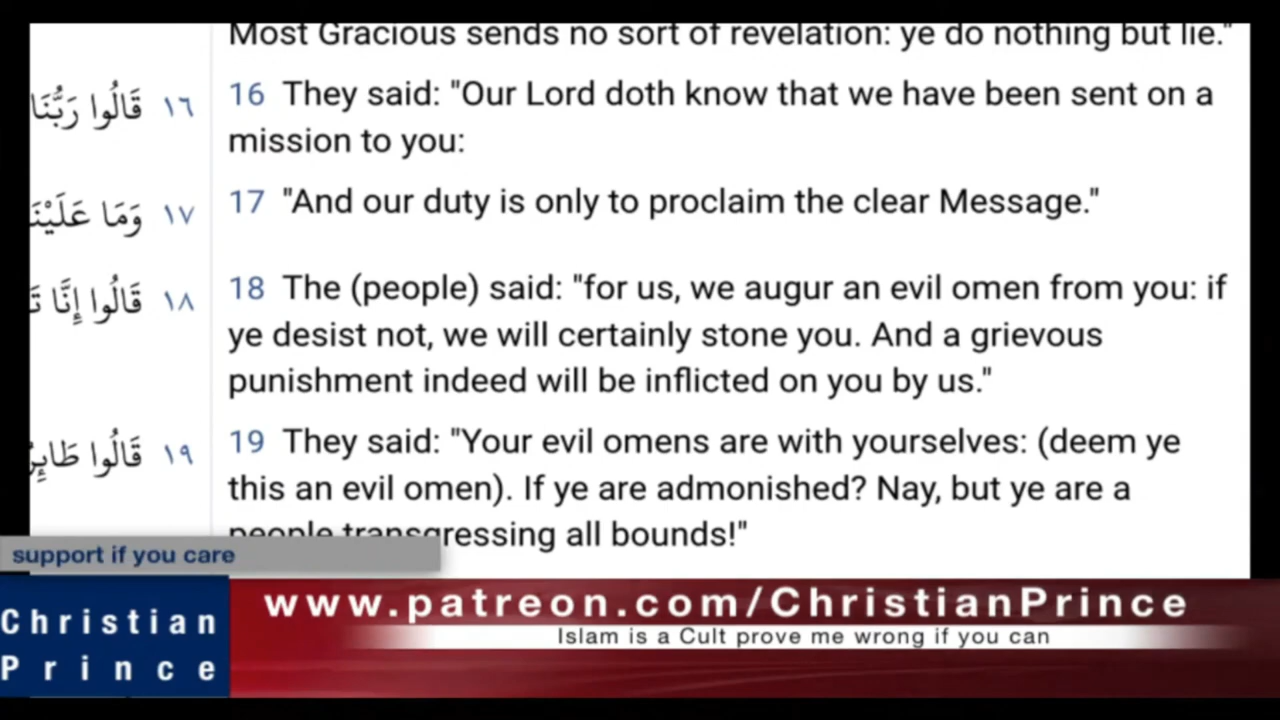 Most Gracious sends no sort of revelation: ye do nothing but lie."
١٦ قَالُوا رَبُّنَا
16 They said: "Our Lord doth know that we have been sent on a
mission to you:
١٧ وَمَا عَلَيْنَا
17 "And our duty is only to proclaim the clear Message."
١٨ قَالُوا إِنَّا تَ
18 The (people) said: "for us, we augur an evil omen from you: if
ye desist not, we will certainly stone you. And a grievous
punishment indeed will be inflicted on you by us."
١٩ قَالُوا
19 They said: "Your evil omens are with yourselves: (deem ye
this an evil omen). If ye are admonished? Nay, but ye are a
people transgressing all bounds!"
support if you care
Christian
Prince
www.patreon.com/ChristianPrince
Islam is a Cult prove me wrong if you can